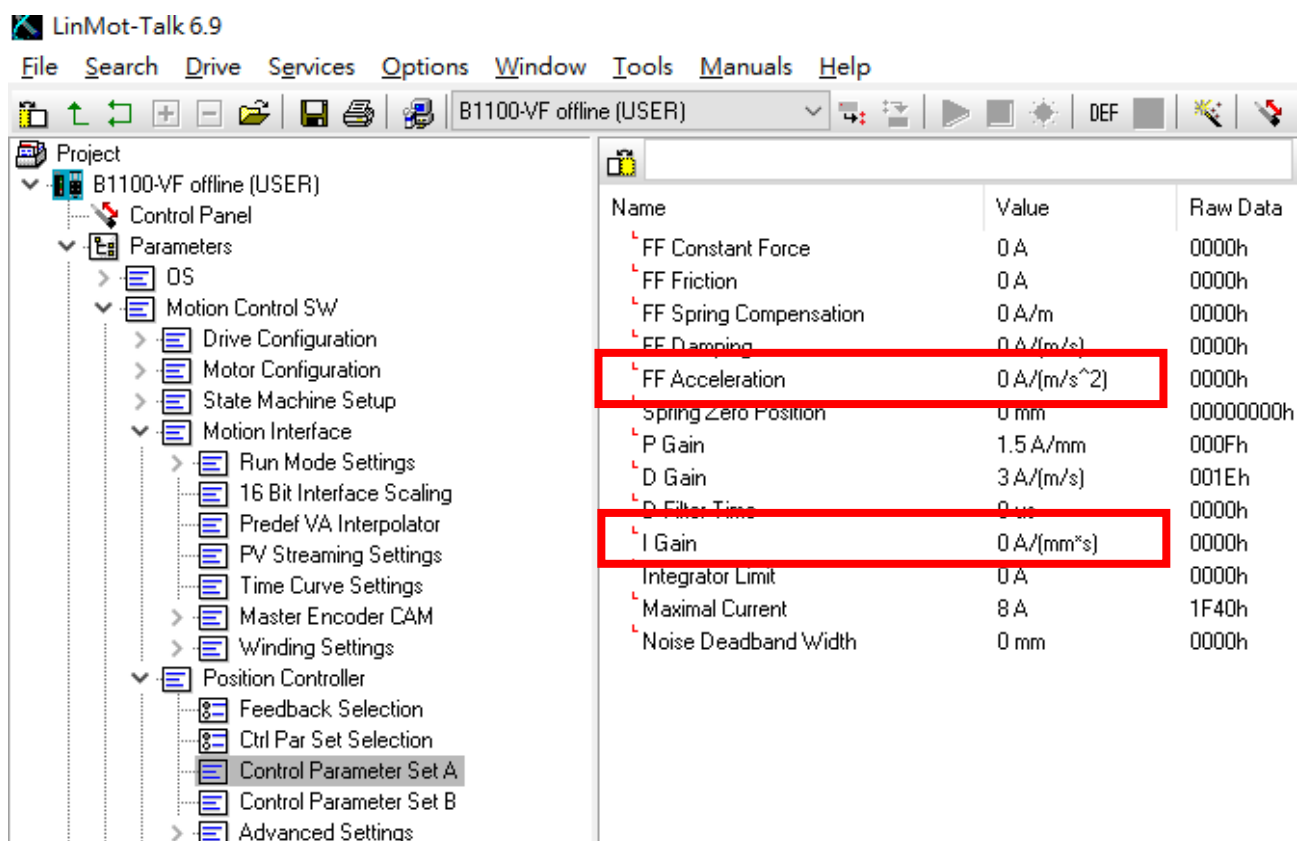 LinMot-Talk 6.9
File Search Drive Services Options Window Tools Manuals Help
B1100-VF offline (USER) DEF
Project
B1100-VF offline (USER)
Control Panel
Parameters
OS
Motion Control SW
Drive Configuration
Motor Configuration
State Machine Setup
Motion Interface
Run Mode Settings
16 Bit Interface Scaling
Predef VA Interpolator
PV Streaming Settings
Time Curve Settings
Master Encoder CAM
Winding Settings
Position Controller
Feedback Selection
Ctrl Par Set Selection
Control Parameter Set A
Control Parameter Set B
Advanced Settings
Name Value Raw Data
FF Constant Force 0 A 0000h
FF Friction 0 A 0000h
FF Spring Compensation 0 A/m 0000h
FF Damping 0 A/(m/s) 0000h
FF Acceleration 0 A/(m/s^2) 0000h
Spring Zero Position 0 mm 00000000h
P Gain 1.5 A/mm 000Fh
D Gain 3 A/(m/s) 001Eh
D Filter Time 0 us 0000h
I Gain 0 A/(mm*s) 0000h
Integrator Limit 0 A 0000h
Maximal Current 8 A 1F40h
Noise Deadband Width 0 mm 0000h